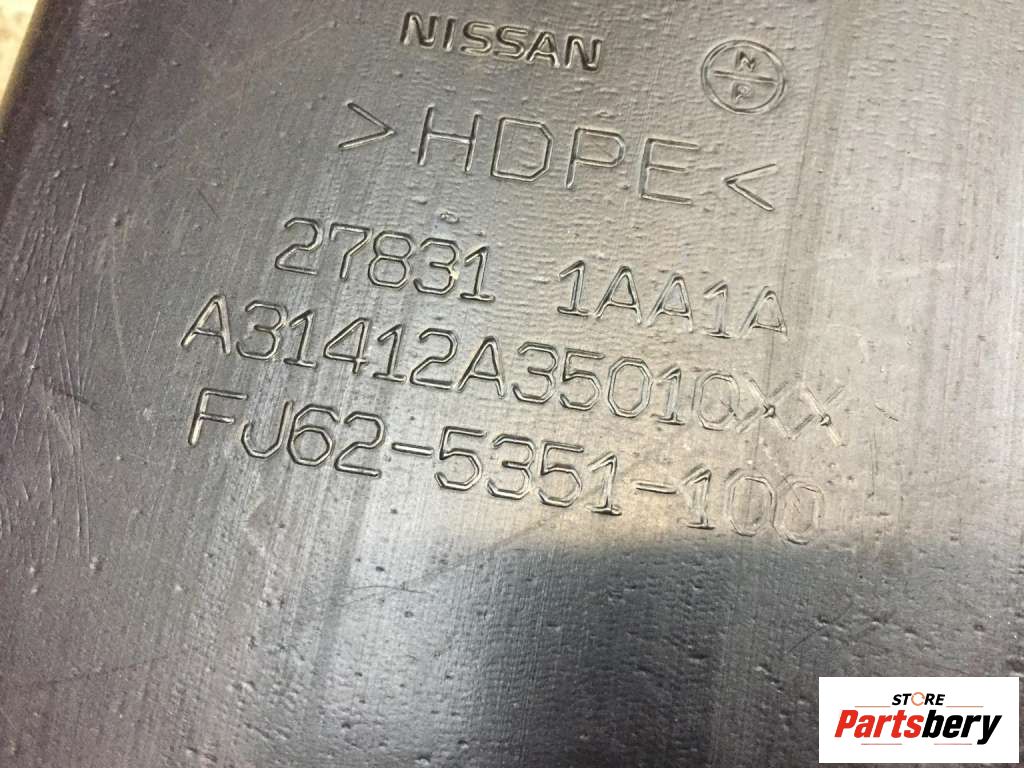 NISSAN
N
P
>HDPE<
27831 1AA1A
A31412A35010XX
FJ62-5351-100
STORE
Partsbery